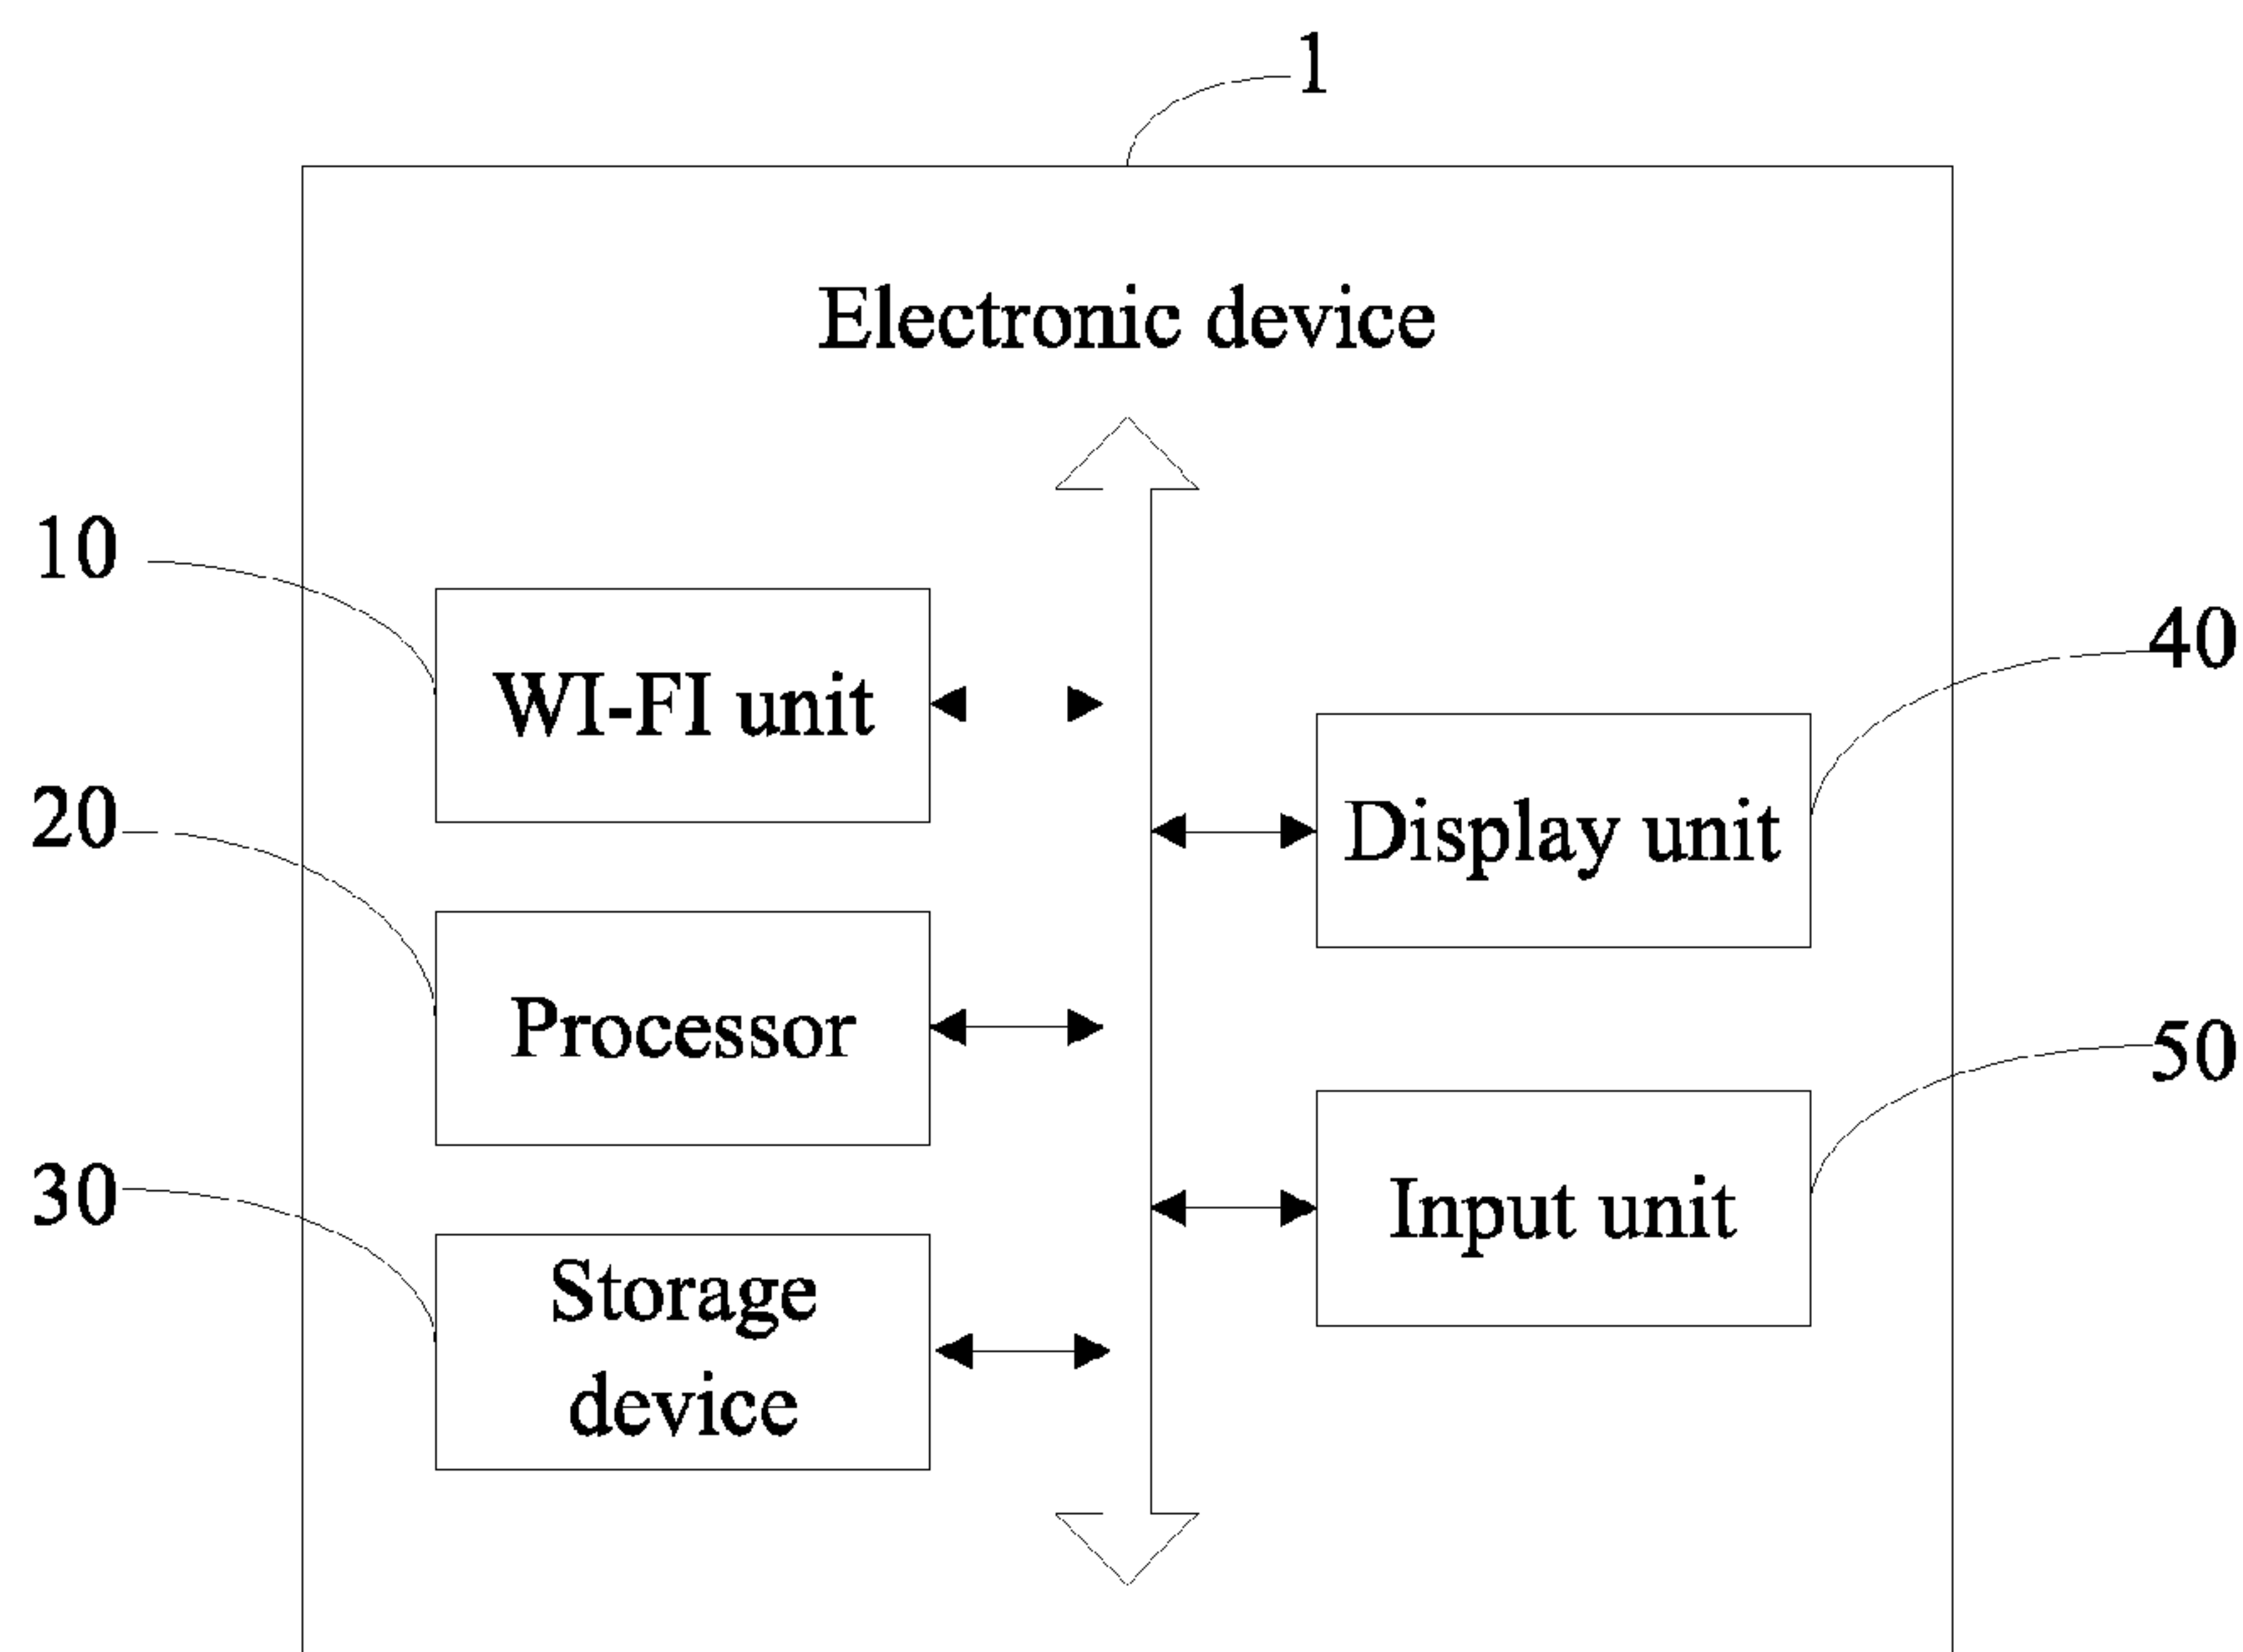 1
Electronic device
10
WI-FI unit
40
20
Display unit
Processor
50
30
Input unit
Storage
device